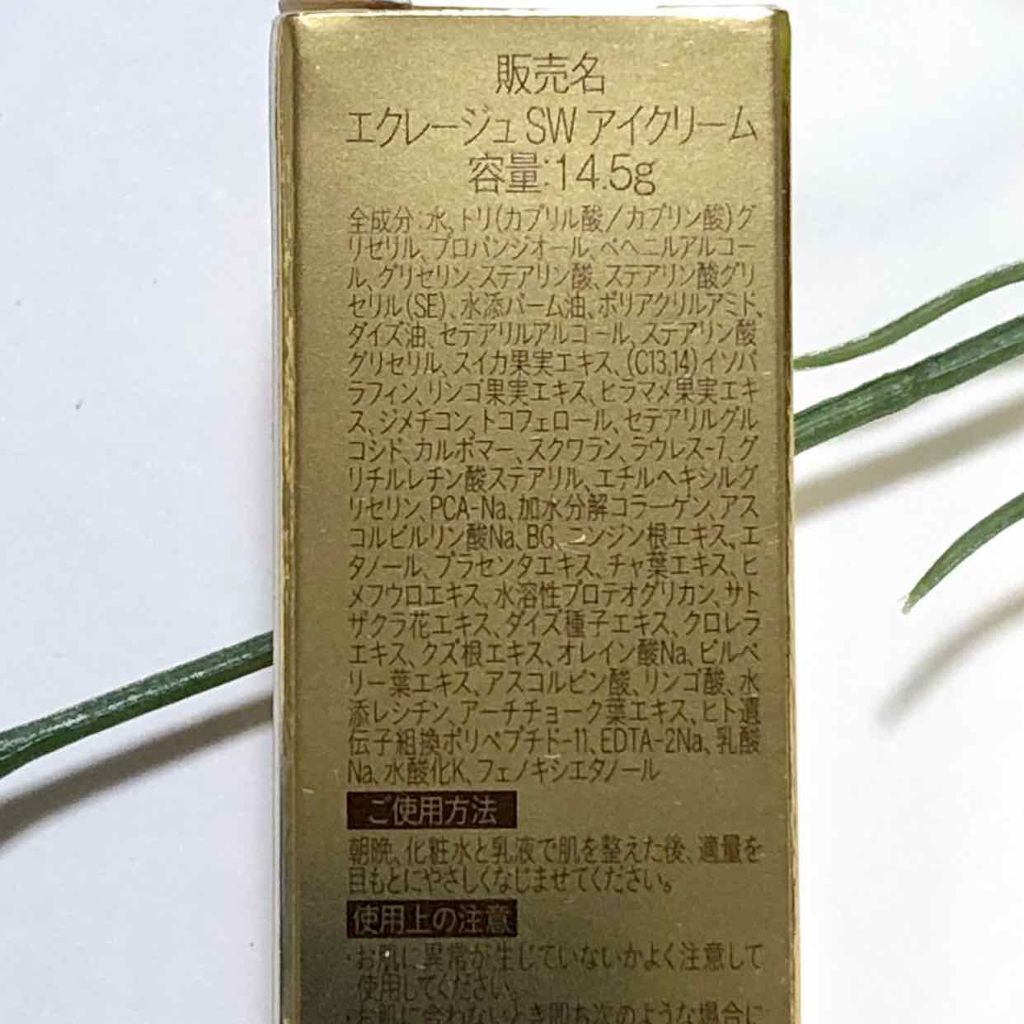 販売名
エクレージュ SW アイクリーム
容量:14.5g
全成分:水、トリ(カプリル酸/カプリン酸)グ
リセリル、プロパンジオール、ベヘニルアルコー
ル、グリセリン、ステアリン酸、ステアリン酸グリ
セリル(SE)、水添パーム油、ポリアクリルアミド、
ダイズ油、セテアリルアルコール、ステアリン酸
グリセリル、スイカ果実エキス、(C13,14)イソパ
ラフィン、リンゴ果実エキス、ヒラマメ果実エキ
ス、ジメチコン、トコフェロール、セテアリルグル
コシド、カルボマー、スクワラン、ラウレス-7、グ
リチルレチン酸ステアリル、エチルヘキシルグ
リセリン、PCA-Na、加水分解コラーゲン、アス
コルビルリン酸Na、BG、ニンジン根エキス、エ
タノール、プラセンタエキス、チャ葉エキス、ヒ
メフウロエキス、水溶性プロテオグリカン、サト
ザクラ花エキス、ダイズ種子エキス、クロレラ
エキス、クズ根エキス、オレイン酸Na、ビルベ
リー葉エキス、アスコルビン酸、リンゴ酸、水
添レシチン、アーチチョーク葉エキス、ヒト遺
伝子組換ポリペプチド-11、EDTA-2Na、乳酸
Na、水酸化K、フェノキシエタノール
ご使用方法
朝晩、化粧水と乳液で肌を整えた後、適量を
目もとにやさしくなじませてください。
使用上の注意
・お肌に異常が生じていないかよく注意して
使用してください。
・お肌に合わないとき即ち次のような場合に